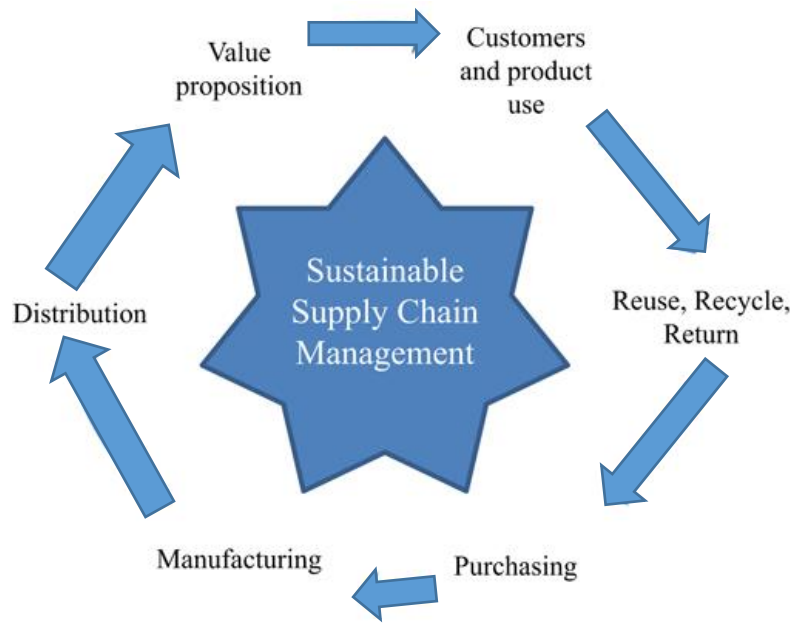 Value
proposition
Customers
and product
use
Sustainable
Supply Chain
Management
Distribution
Reuse, Recycle,
Return
Manufacturing
Purchasing